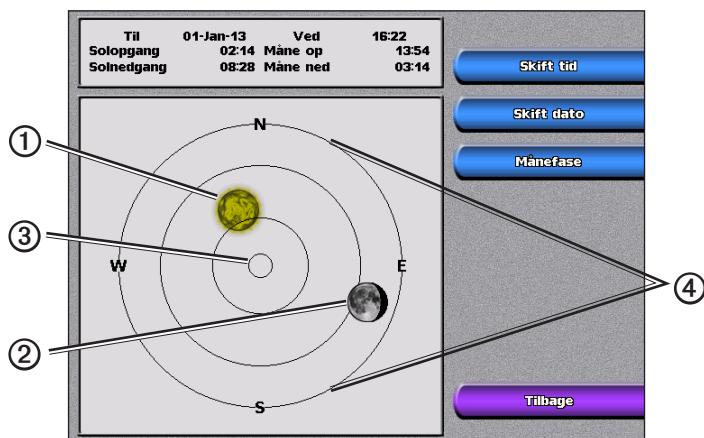 Til 01-Jan-13 Ved 16:22
Solopgang 02:14 Måne op 13:54
Solnedgang 08:28 Måne ned 03:14
Skift tid
Skift dato
Månefase
N
①
③
W
E
④
②
S
Tilbage